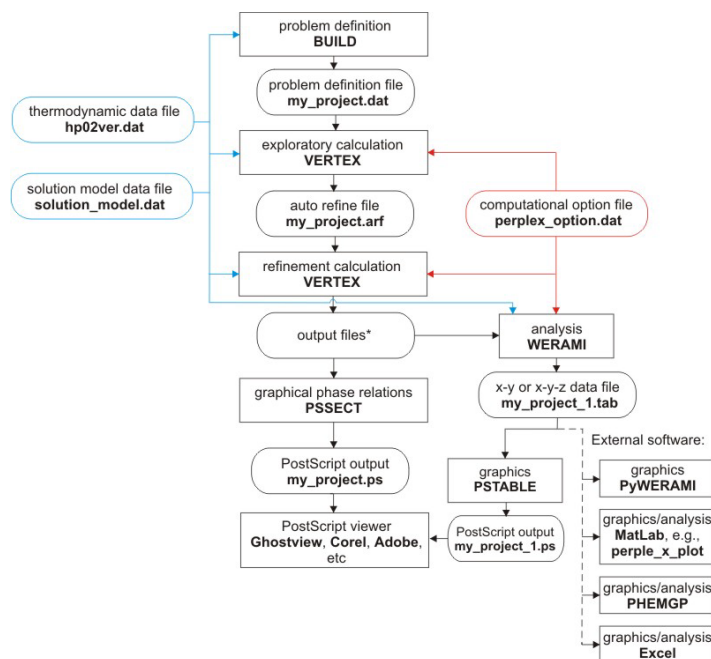 problem definition
BUILD
problem definition file
my_project.dat
thermodynamic data file
hp02ver.dat
exploratory calculation
VERTEX
solution model data file
solution_model.dat
auto refine file
my_project.arf
computational option file
perplex_option.dat
refinement calculation
VERTEX
output files*
analysis
WERAMI
graphical phase relations
PSSECT
x-y or x-y-z data file
my_project_1.tab
External software:
PostScript output
my_project.ps
graphics
PSTABLE
graphics
PyWERAMI
PostScript viewer
Ghostview, Corel, Adobe,
etc
PostScript output
my_project_1.ps
graphics/analysis
MatLab, e.g.,
perple_x_plot
graphics/analysis
PHEMGP
graphics/analysis
Excel